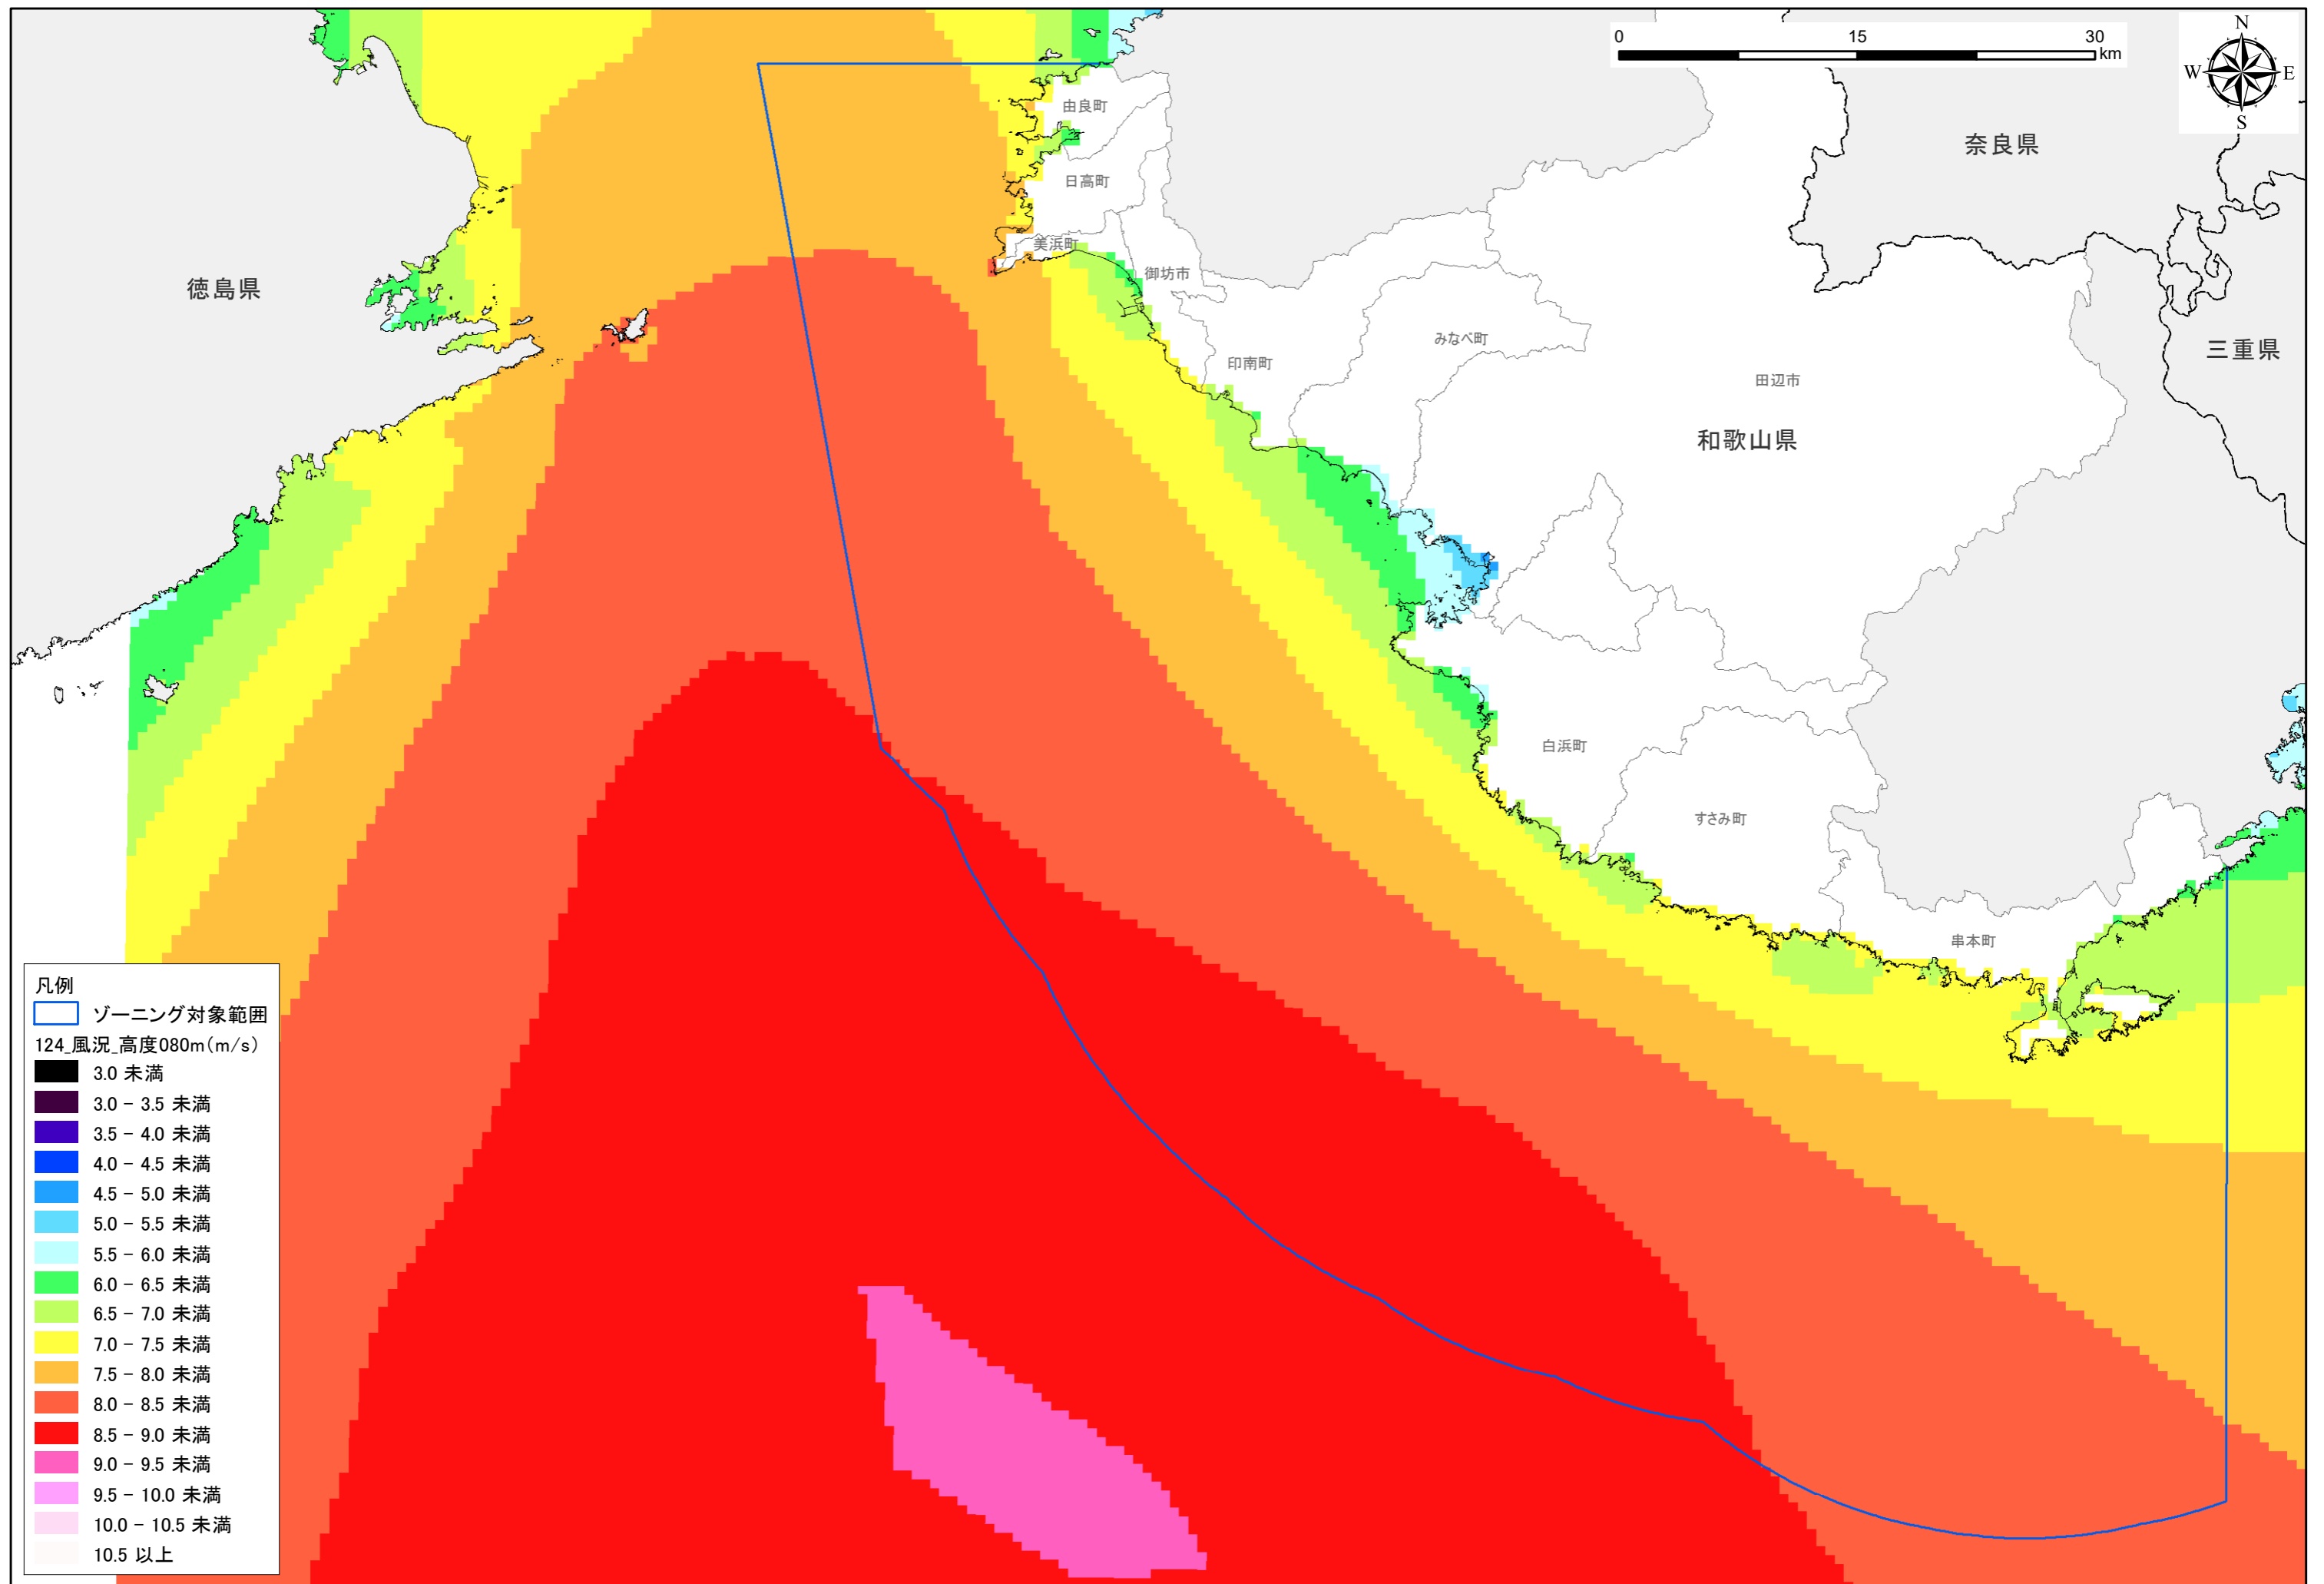 0 15 30
km
N
W E
S
由良町
奈良県
日高町
美浜町
御坊市
徳島県
みなべ町
三重県
印南町
田辺市
和歌山県
白浜町
すさみ町
串本町
凡例
ゾーニング対象範囲
124_風況_高度080m(m/s)
3.0 未満
3.0 − 3.5 未満
3.5 − 4.0 未満
4.0 − 4.5 未満
4.5 − 5.0 未満
5.0 − 5.5 未満
5.5 − 6.0 未満
6.0 − 6.5 未満
6.5 − 7.0 未満
7.0 − 7.5 未満
7.5 − 8.0 未満
8.0 − 8.5 未満
8.5 − 9.0 未満
9.0 − 9.5 未満
9.5 − 10.0 未満
10.0 − 10.5 未満
10.5 以上